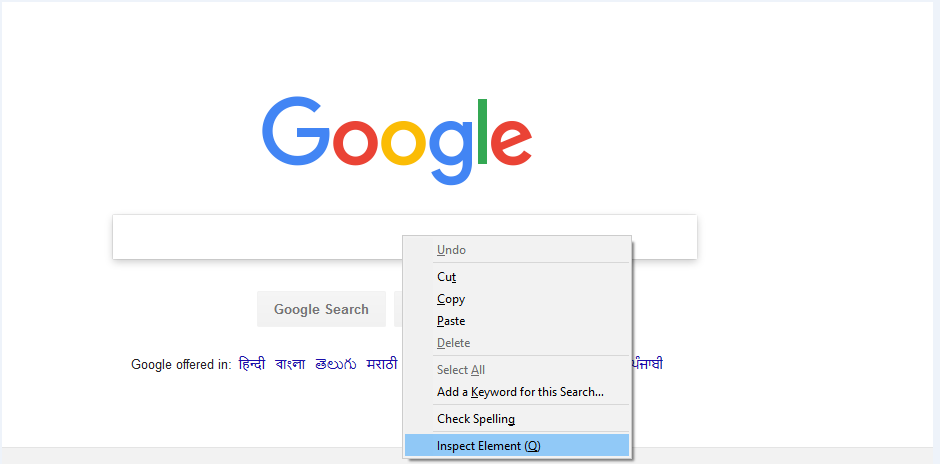 Google
Undo
Cut
Copy
Paste
Delete
Select All
Add a Keyword for this Search...
Check Spelling
Inspect Element (Q)
Google Search
Google offered in: हिन्दी বাংলা తెలుగు मराठी ਪੰਜਾਬੀ